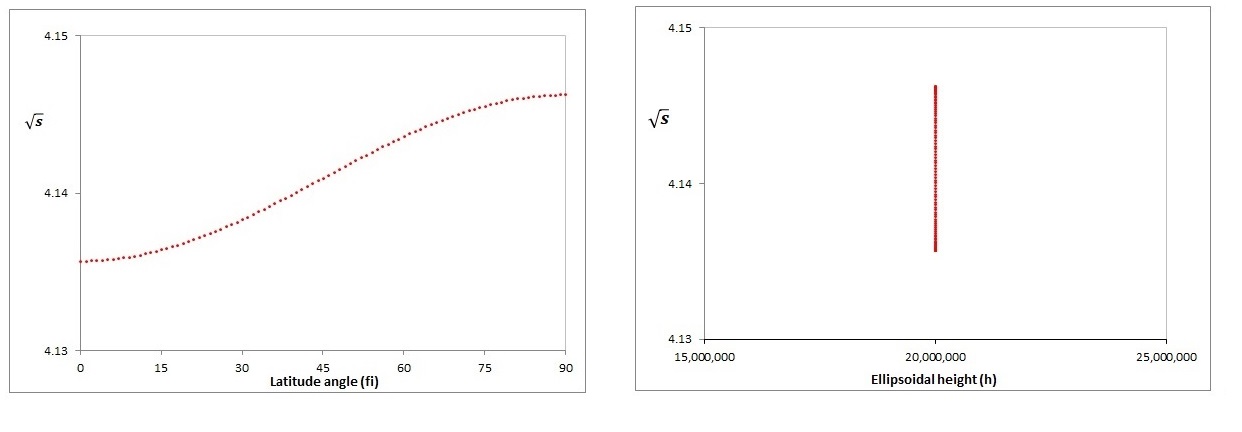 4.15
√s
4.14
4.13
0 15 30 45 60 75 90
Latitude angle (fi)
4.15
√s
4.14
4.13
15,000,000 20,000,000 25,000,000
Ellipsoidal height (h)